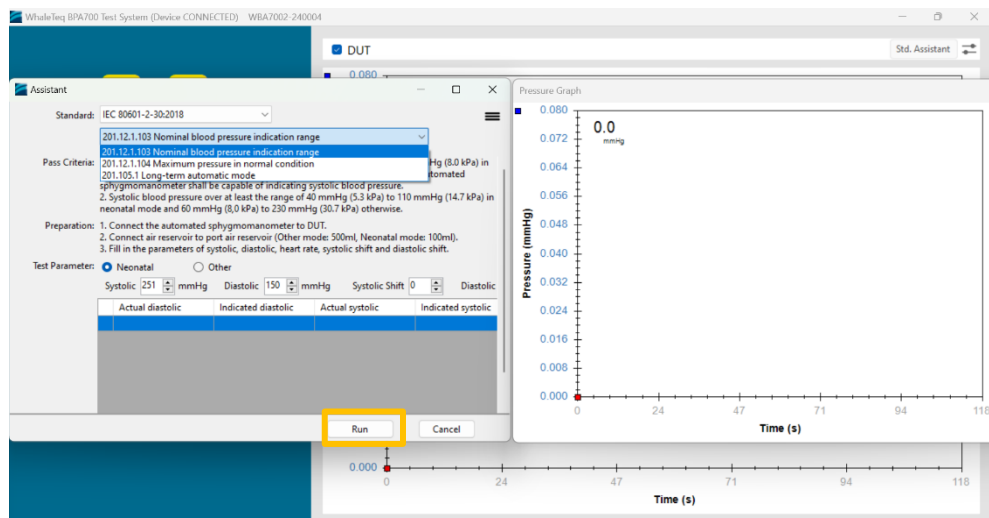 WhaleTeq BPA700 Test System (Device CONNECTED) WBA7002-240004
DUT
Std. Assistant
0.080
Assistant
Standard: IEC 80601-2-30:2018
201.12.1.103 Nominal blood pressure indication range
201.12.1.103 Nominal blood pressure indication range
201.12.1.104 Maximum pressure in normal condition
201.105.1 Long-term automatic mode
Pass Criteria:
Hg (8.0 kPa) in
tomated
sphygmomanometer shall be capable of indicating systolic blood pressure.
2. Systolic blood pressure over at least the range of 40 mmHg (5.3 kPa) to 110 mmHg (14.7 kPa) in
neonatal mode and 60 mmHg (8,0 kPa) to 230 mmHg (30.7 kPa) otherwise.
Preparation: 1. Connect the automated sphygmomanometer to DUT.
2. Connect air reservoir to port air reservoir (Other mode: 500ml, Neonatal mode: 100ml).
3. Fill in the parameters of systolic, diastolic, heart rate, systolic shift and diastolic shift.
Test Parameter: Neonatal Other
Systolic 251 mmHg Diastolic 150 mmHg Systolic Shift 0 Diastolic
Actual diastolic Indicated diastolic Actual systolic Indicated systolic
Run Cancel
Pressure Graph
0.080
0.0
mmHg
0.072
0.064
0.056
0.048
0.040
0.032
0.024
0.016
0.008
0.000
Pressure (mmHg)
0 24 47 71 94 118
Time (s)
0.000
0 24 47 71 94 118
Time (s)